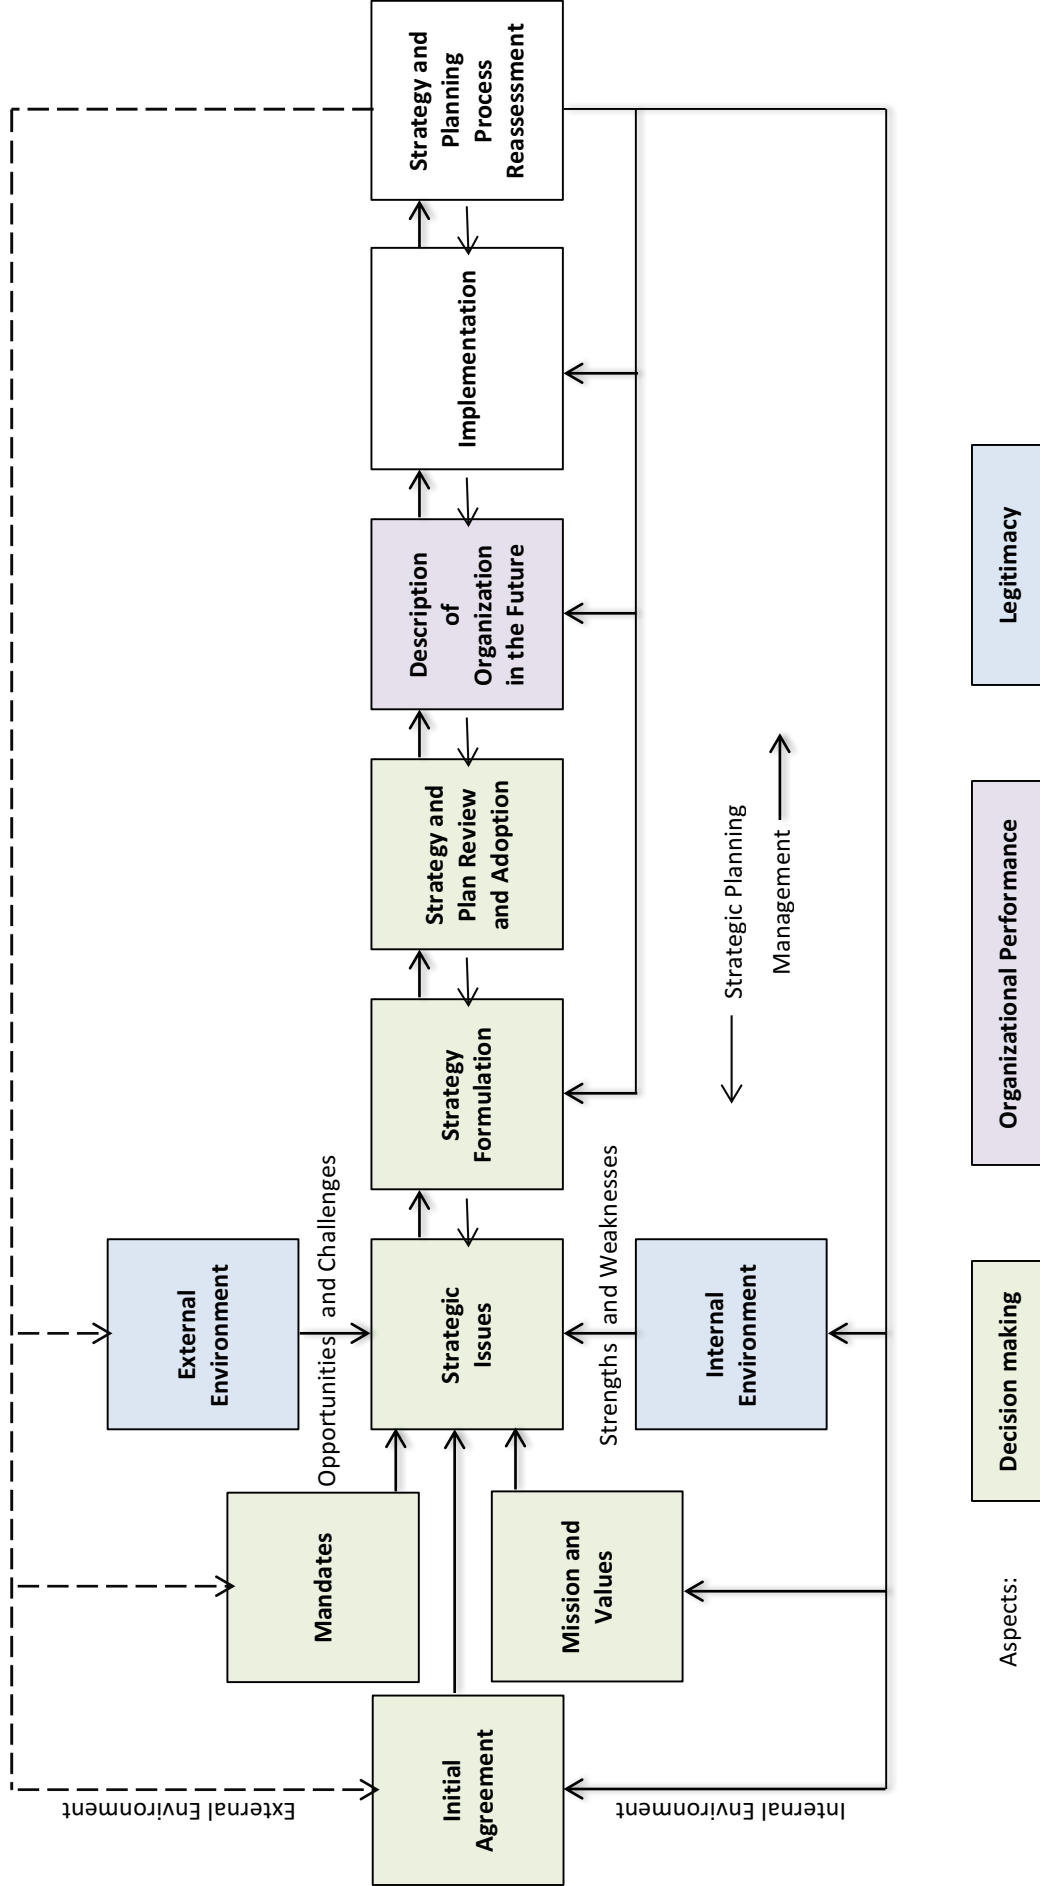 External Environment
Internal Environment
Initial
Agreement
Mandates
Mission and
Values
External
Environment
Opportunities and Challenges
Strategic
Issues
Strengths and Weaknesses
Internal
Environment
Strategy
Formulation
Strategy and
Plan Review
and Adoption
Description
of
Organization
in the Future
Implementation
Strategy and
Planning
Process
Reassessment
Strategic Planning
Management
Aspects:
Decision making
Organizational Performance
Legitimacy